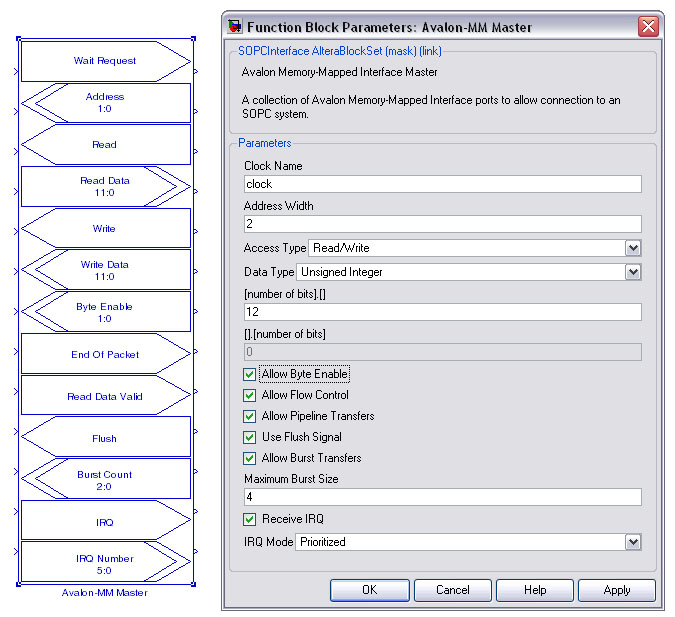 Wait Request
Address
1:0
Read
Read Data
11:0
Write
Write Data
11:0
Byte Enable
1:0
End Of Packet
Read Data Valid
Flush
Burst Count
2:0
IRQ
IRQ Number
5:0
Avalon-MM Master
Function Block Parameters: Avalon-MM Master
SOPCInterface AlteraBlockSet (mask) (link)
Avalon Memory-Mapped Interface Master
A collection of Avalon Memory-Mapped Interface ports to allow connection to an
SOPC system.
Parameters
Clock Name
clock
Address Width
2
Access Type Read/Write
Data Type Unsigned Integer
[number of bits].[]
12
[].[number of bits]
0
Allow Byte Enable
Allow Flow Control
Allow Pipeline Transfers
Use Flush Signal
Allow Burst Transfers
Maximum Burst Size
4
Receive IRQ
IRQ Mode Prioritized
OK Cancel Help Apply